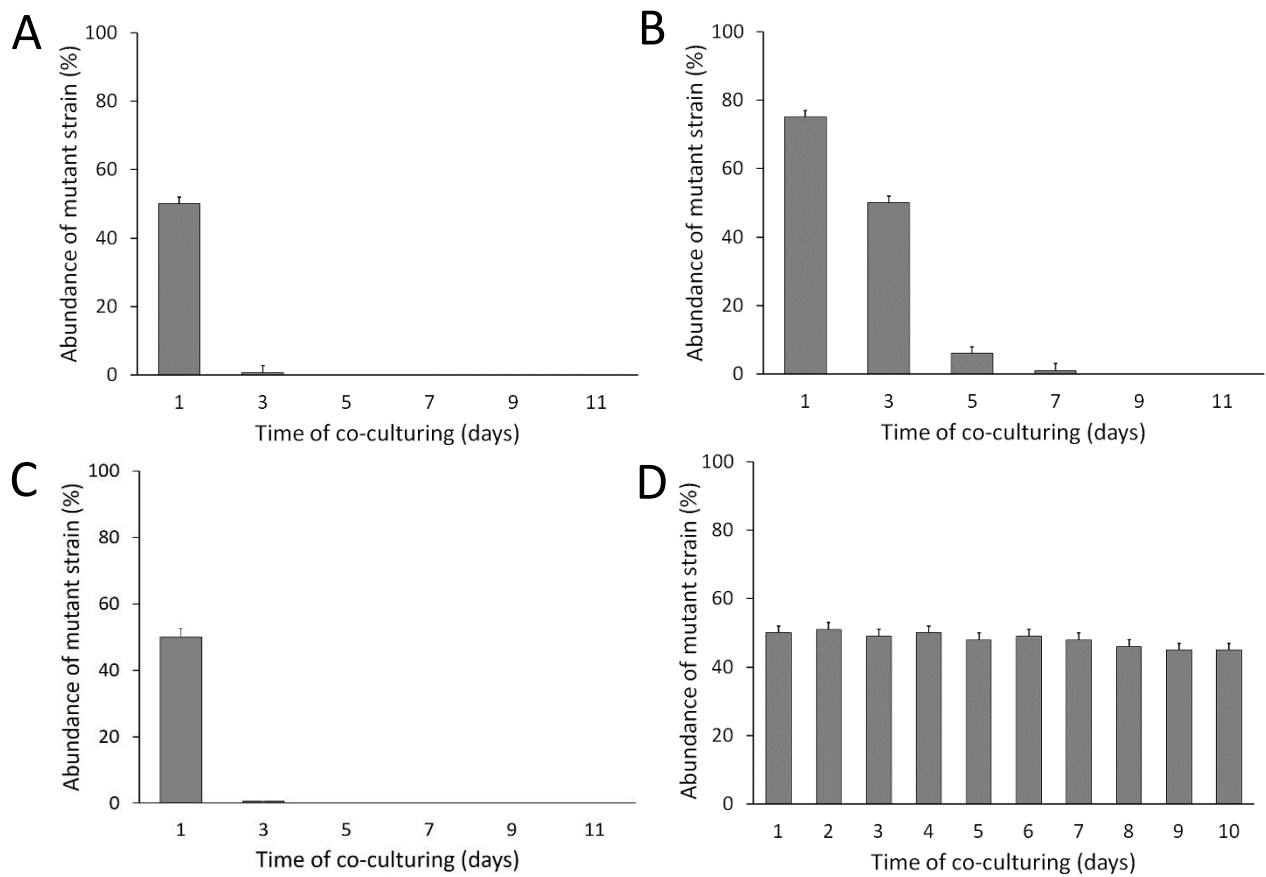 A
Abundance of mutant strain (%)
100
80
60
40
20
0
1 3 5 7 9 11
Time of co-culturing (days)
B
Abundance of mutant strain (%)
100
80
60
40
20
0
1 3 5 7 9 11
Time of co-culturing (days)
C
Abundance of mutant strain (%)
100
80
60
40
20
0
1 3 5 7 9 11
Time of co-culturing (days)
D
Abundance of mutant strain (%)
100
80
60
40
20
0
1 2 3 4 5 6 7 8 9 10
Time of co-culturing (days)